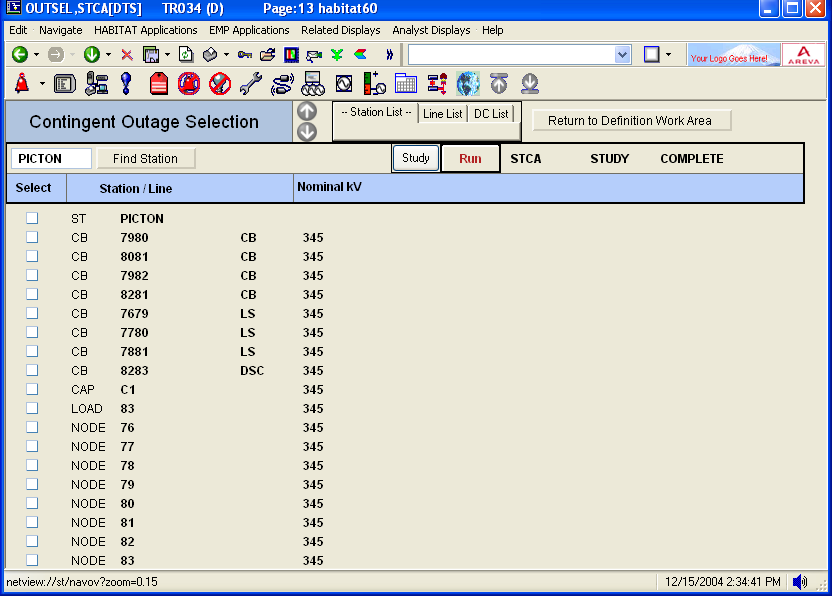 OUTSEL,STCA[DTS] TR034 (D) Page:13 habitat60
Edit Navigate HABITAT Applications EMP Applications Related Displays Analyst Displays Help
Your Logo Goes Here!
A
AREVA
Contingent Outage Selection
-- Station List -- Line List DC List
Return to Definition Work Area
PICTON Find Station Study Run STCA STUDY COMPLETE
Select Station / Line Nominal kV
ST PICTON
CB 7980 CB 345
CB 8081 CB 345
CB 7982 CB 345
CB 8281 CB 345
CB 7679 LS 345
CB 7780 LS 345
CB 7881 LS 345
CB 8283 DSC 345
CAP C1 345
LOAD 83 345
NODE 76 345
NODE 77 345
NODE 78 345
NODE 79 345
NODE 80 345
NODE 81 345
NODE 82 345
NODE 83 345
netview://st/navov?zoom=0.15 12/15/2004 2:34:41 PM